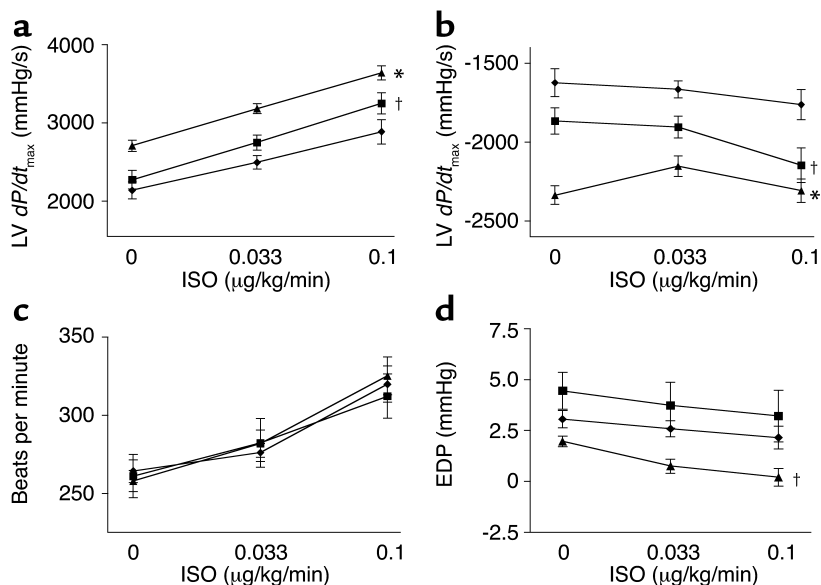 a
LV dP/dtmax (mmHg/s)
4000
3000
2000
*
†
0 0.033 0.1
ISO (µg/kg/min)
b
LV dP/dtmax (mmHg/s)
-1500
-2000
-2500
†
*
0 0.033 0.1
ISO (µg/kg/min)
c
Beats per minute
350
300
250
0 0.033 0.1
ISO (µg/kg/min)
d
EDP (mmHg)
7.5
5.0
2.5
0
-2.5
†
0 0.033 0.1
ISO (µg/kg/min)